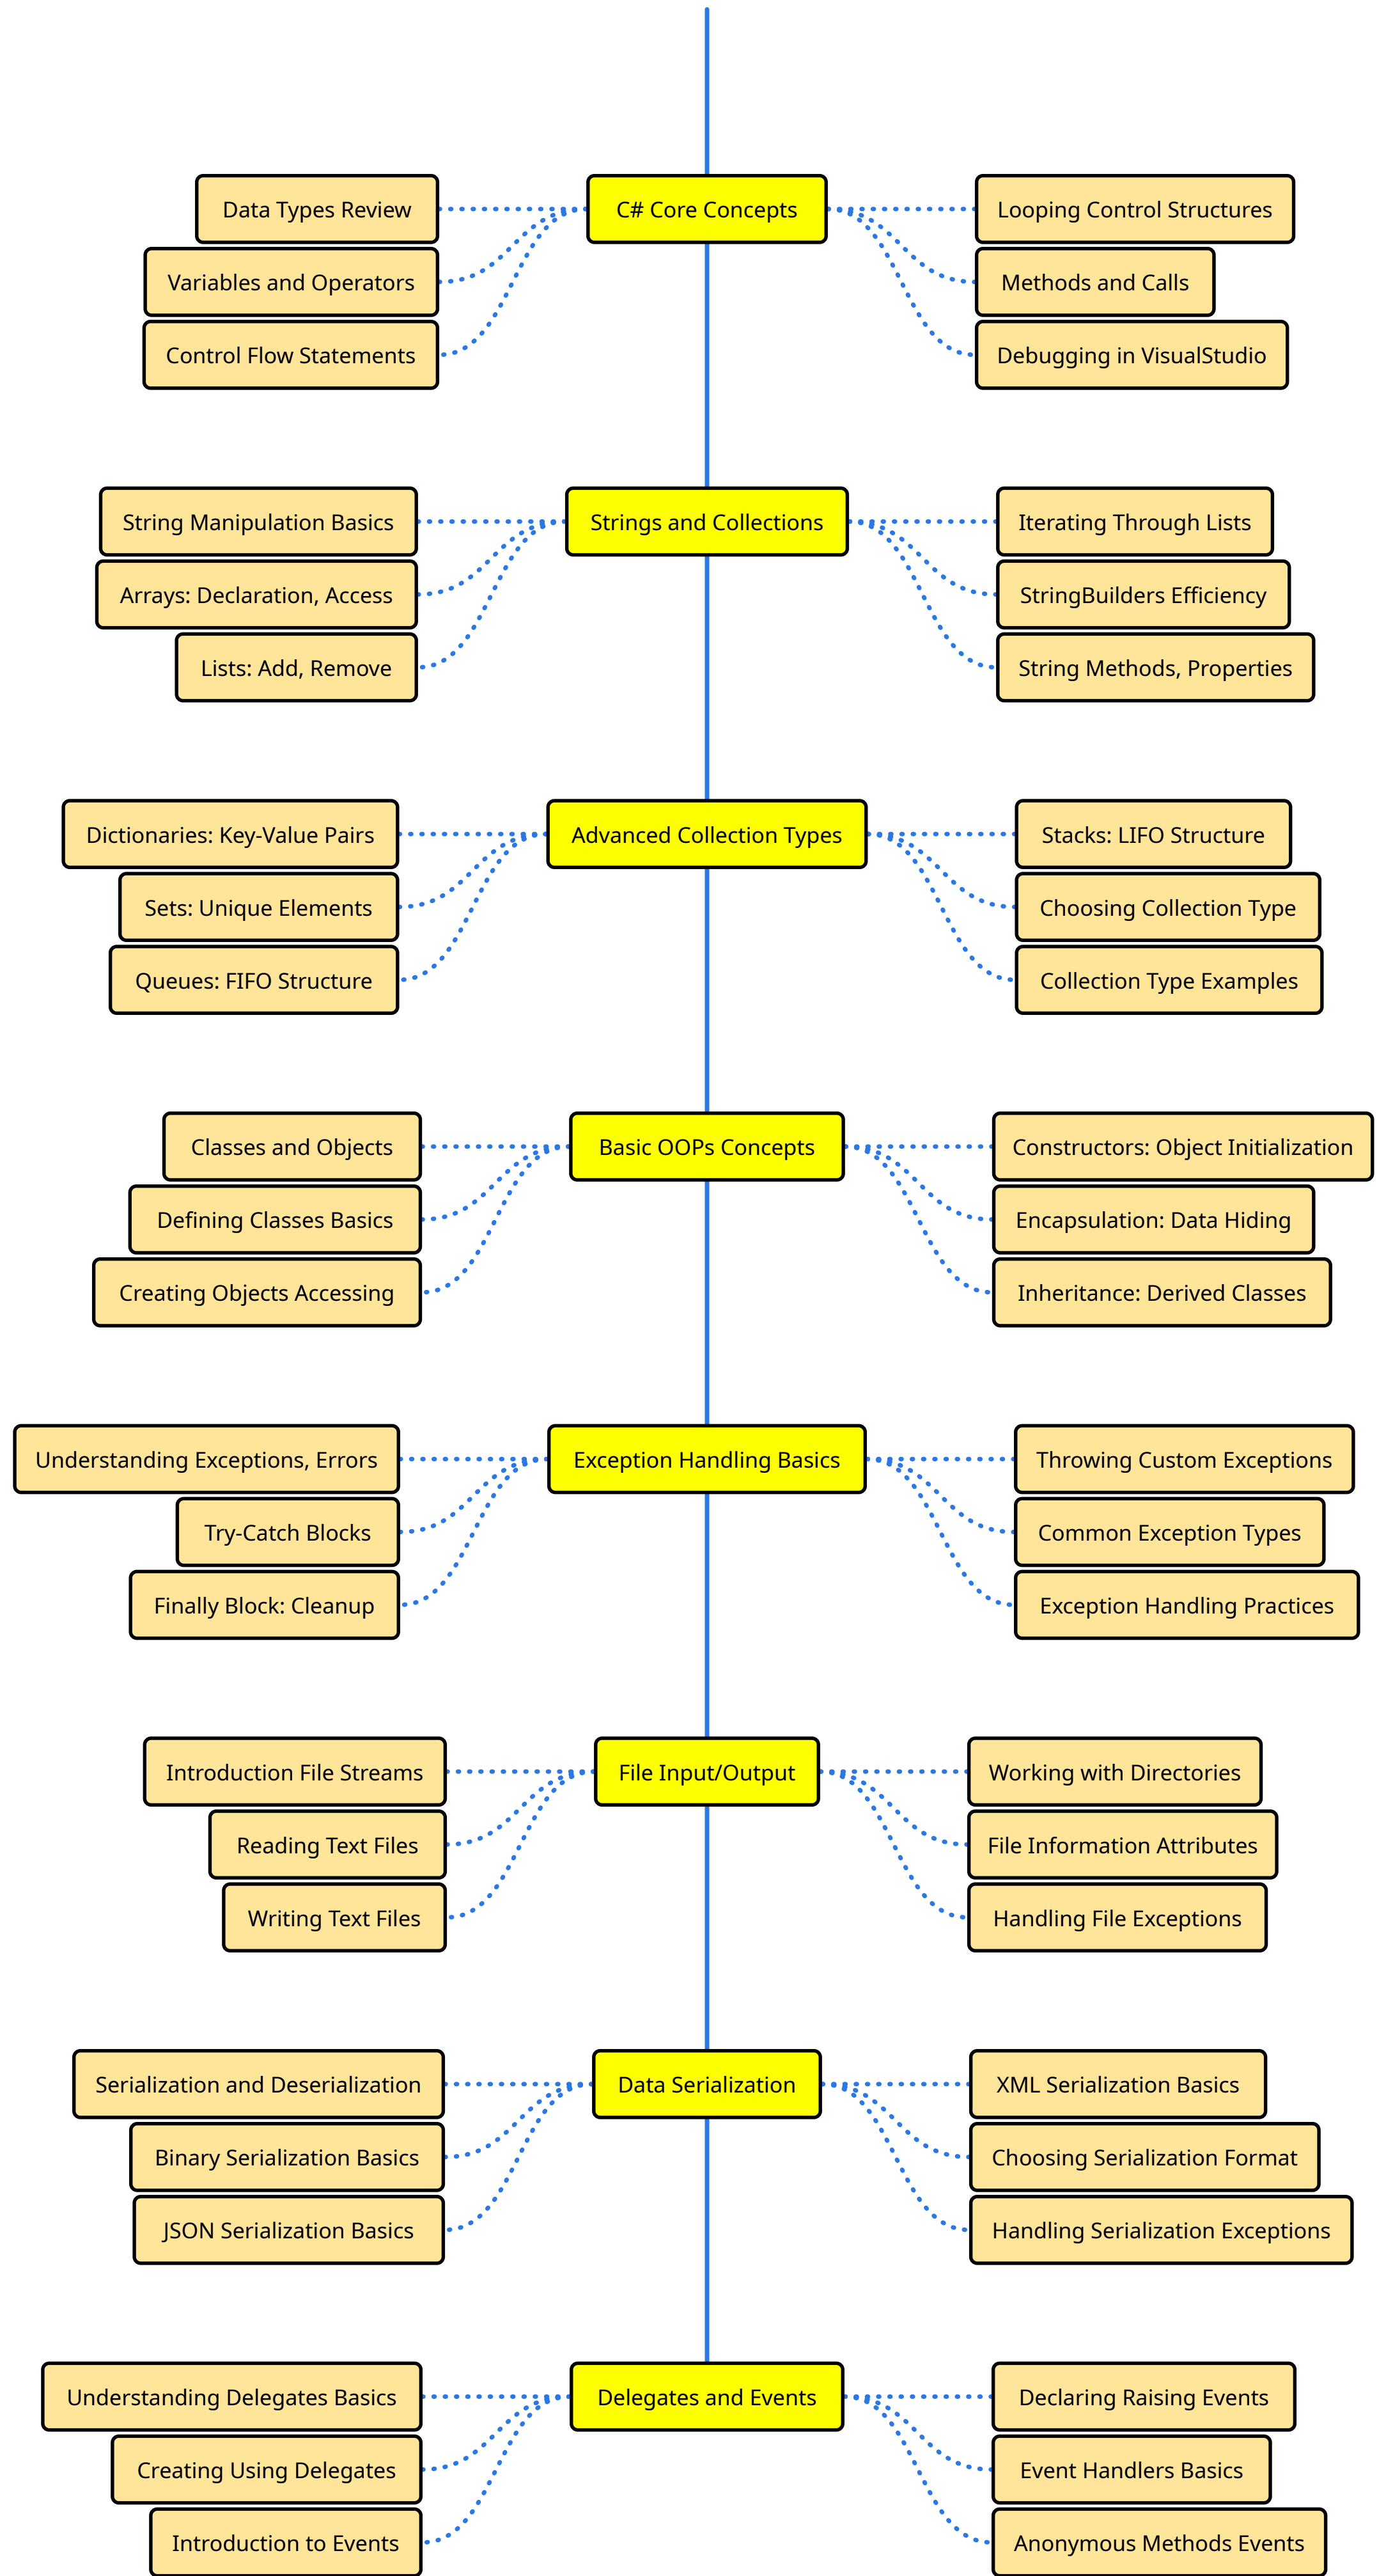 C# Core Concepts
Data Types Review
Variables and Operators
Control Flow Statements
Looping Control Structures
Methods and Calls
Debugging in VisualStudio
Strings and Collections
String Manipulation Basics
Arrays: Declaration, Access
Lists: Add, Remove
Iterating Through Lists
StringBuilders Efficiency
String Methods, Properties
Advanced Collection Types
Dictionaries: Key-Value Pairs
Sets: Unique Elements
Queues: FIFO Structure
Stacks: LIFO Structure
Choosing Collection Type
Collection Type Examples
Basic OOPs Concepts
Classes and Objects
Defining Classes Basics
Creating Objects Accessing
Constructors: Object Initialization
Encapsulation: Data Hiding
Inheritance: Derived Classes
Exception Handling Basics
Understanding Exceptions, Errors
Try-Catch Blocks
Finally Block: Cleanup
Throwing Custom Exceptions
Common Exception Types
Exception Handling Practices
File Input/Output
Introduction File Streams
Reading Text Files
Writing Text Files
Working with Directories
File Information Attributes
Handling File Exceptions
Data Serialization
Serialization and Deserialization
Binary Serialization Basics
JSON Serialization Basics
XML Serialization Basics
Choosing Serialization Format
Handling Serialization Exceptions
Delegates and Events
Understanding Delegates Basics
Creating Using Delegates
Introduction to Events
Declaring Raising Events
Event Handlers Basics
Anonymous Methods Events